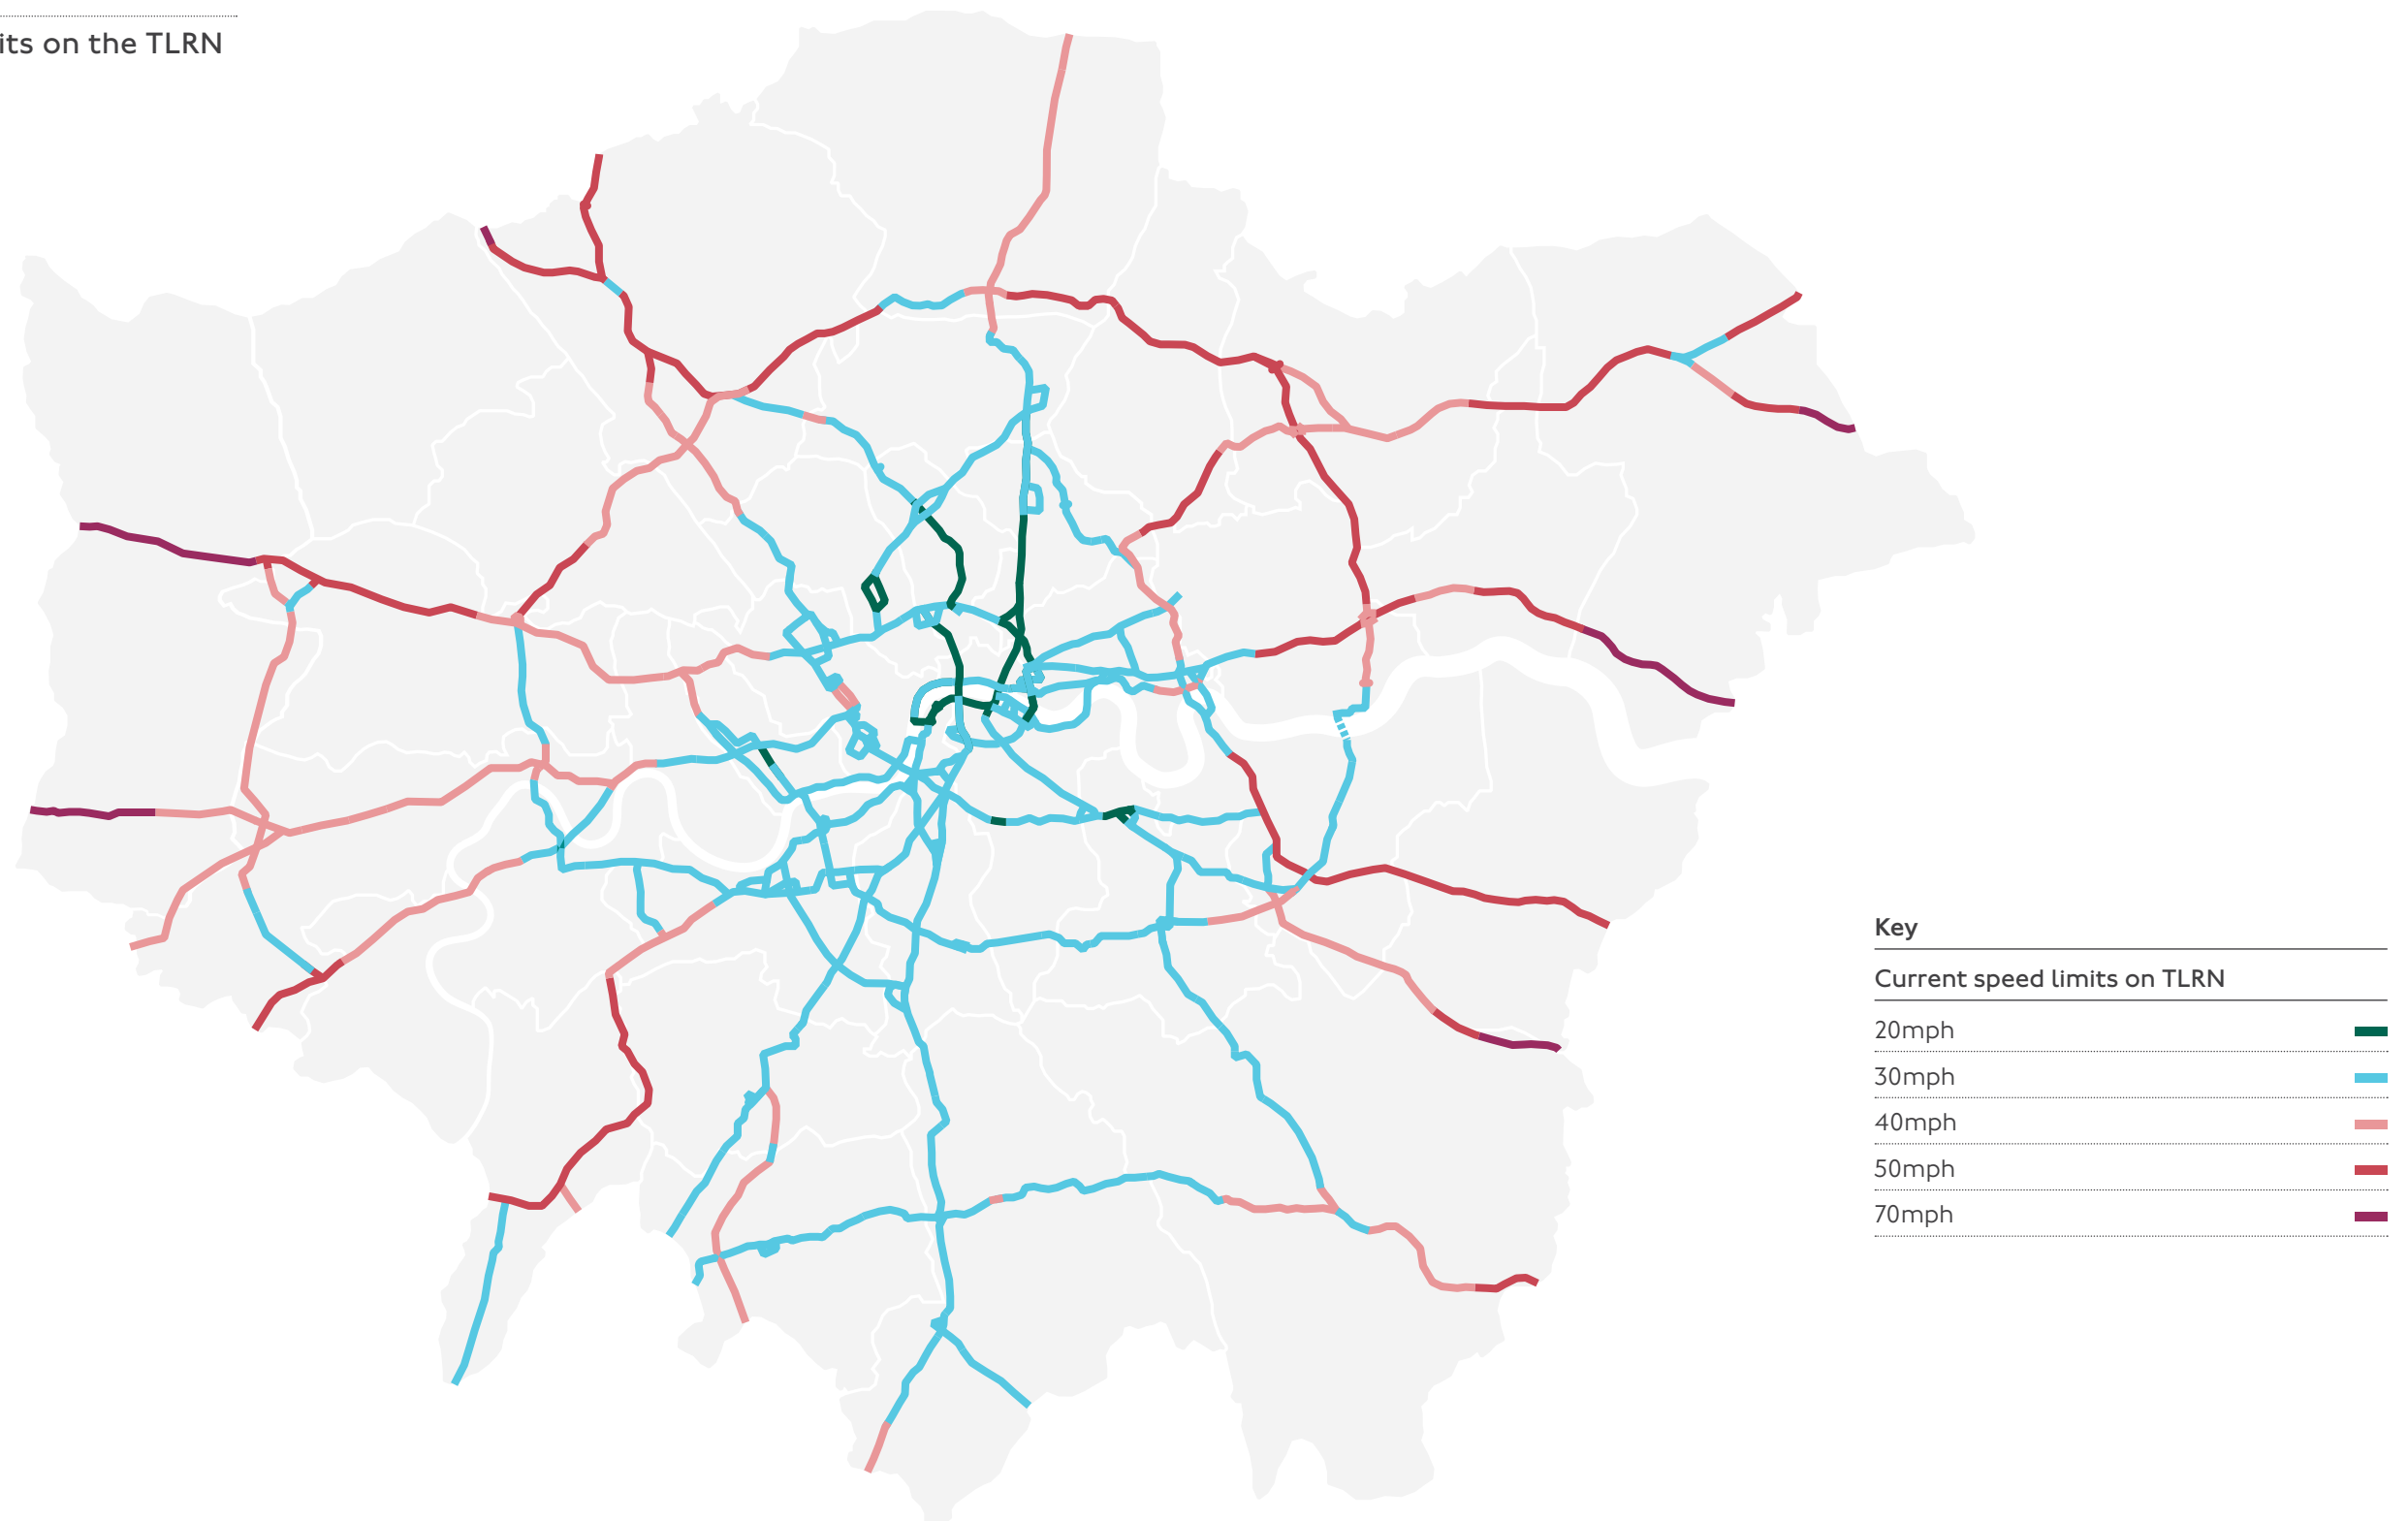 its on the TLRN
Key
Current speed limits on TLRN
20mph
30mph
40mph
50mph
70mph